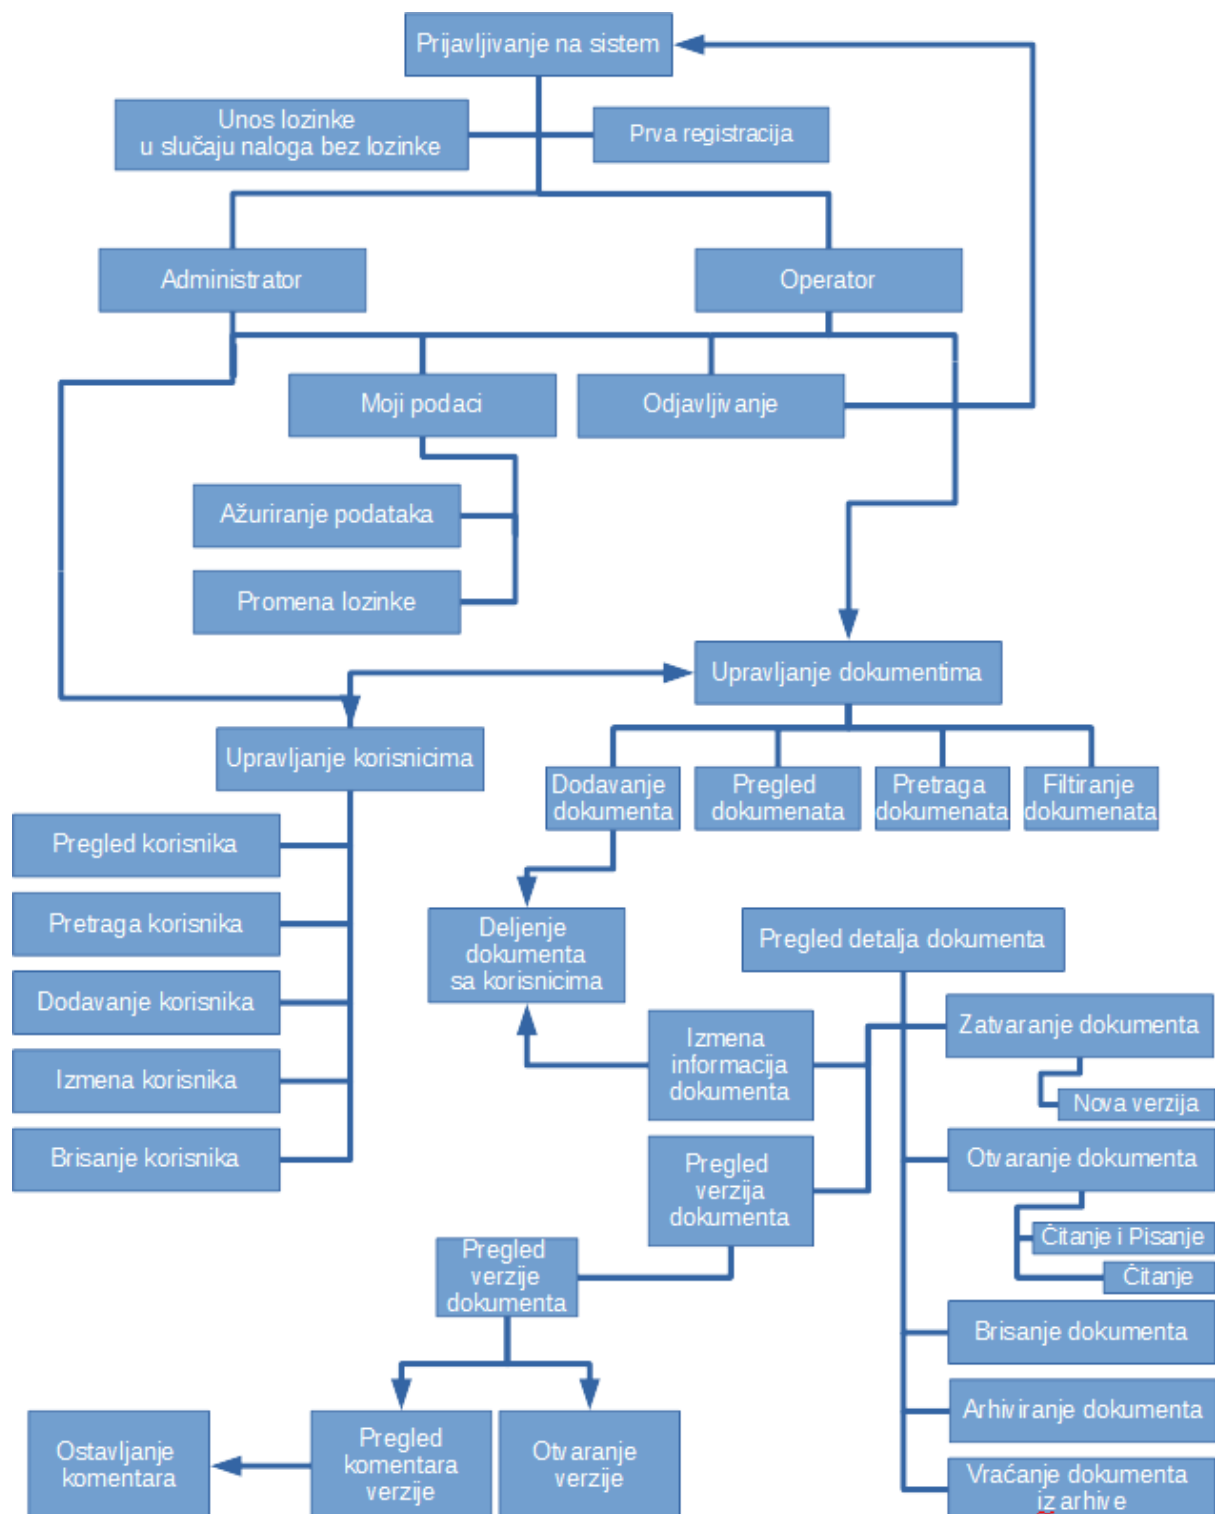 Prijavljivanje na sistem
Unos lozinke
u slučaju naloga bez lozinke
Prva registracija
Administrator
Operator
Moji podaci
Odjavljivanje
Ažuriranje podataka
Promena lozinke
Upravljanje dokumentima
Upravljanje korisnicima
Dodavanje
dokumenta
Pregled
dokumenata
Pretraga
dokumenata
Filtiranje
dokumenata
Pregled korisnika
Pretraga korisnika
Dodavanje korisnika
Izmena korisnika
Brisanje korisnika
Deljenje
dokumenta
sa korisnicima
Pregled detalja dokumenta
Izmena
informacija
dokumenta
Zatvaranje dokumenta
Nova verzija
Pregled
verzija
dokumenta
Otvaranje dokumenta
Čitanje i Pisanje
Čitanje
Pregled
verzije
dokumenta
Brisanje dokumenta
Arhiviranje dokumenta
Vraćanje dokumenta
iz arhive
Ostavljanje
komentara
Pregled
komentara
verzije
Otvaranje
verzije